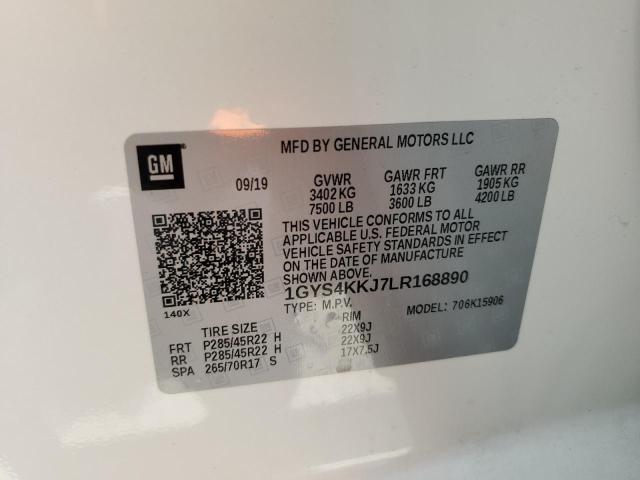 GM
MFD BY GENERAL MOTORS LLC
09/19 GVWR GAWR FRT GAWR RR
3402 KG 1633 KG 1905 KG
7500 LB 3600 LB 4200 LB
THIS VEHICLE CONFORMS TO ALL
APPLICABLE U.S. FEDERAL MOTOR
VEHICLE SAFETY STANDARDS IN EFFECT
ON THE DATE OF MANUFACTURE
SHOWN ABOVE.
1GYS4KKJ7LR168890
140X TYPE: M.P.V. MODEL: 706K15906
TIRE SIZE RIM
FRT P285/45R22 H 22X9J
RR P285/45R22 H 22X9J
SPA 265/70R17 S 17X7.5J